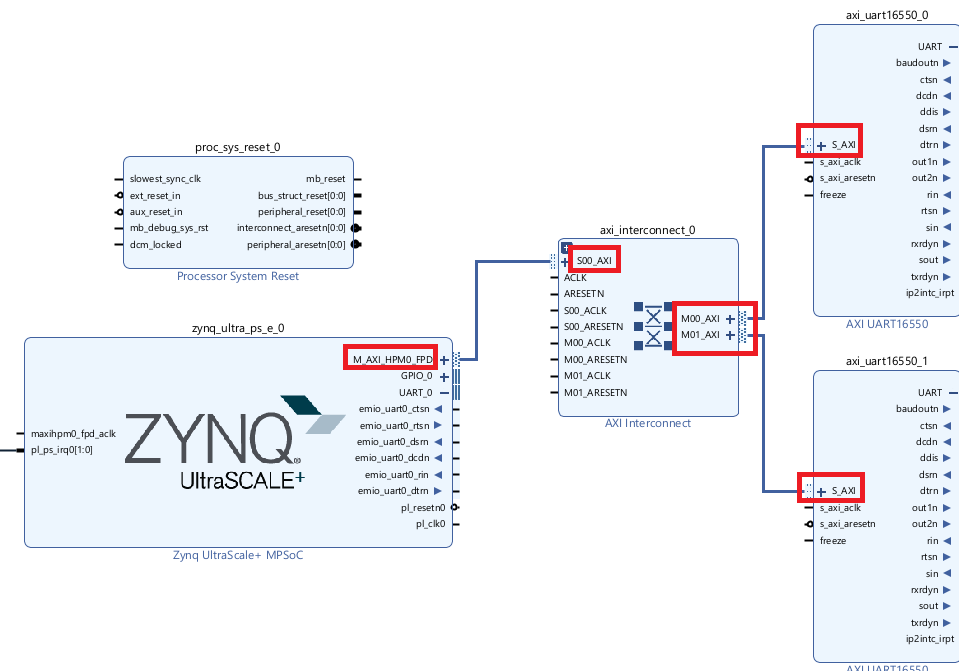 proc_sys_reset_0
slowest_sync_clk
ext_reset_in
aux_reset_in
mb_debug_sys_rst
dcm_locked
mb_reset
bus_struct_reset[0:0]
peripheral_reset[0:0]
interconnect_aresetn[0:0]
peripheral_aresetn[0:0]
Processor System Reset
zynq_ultra_ps_e_0
maxihpm0_fpd_aclk
pl_ps_irq0[1:0]
ZYNQ
UltraSCALE+
M_AXI_HPM0_FPD
GPIO_0
UART_0
emio_uart0_ctsn
emio_uart0_rtsn
emio_uart0_dsrn
emio_uart0_dcdn
emio_uart0_rin
emio_uart0_dtrn
pl_resetn0
pl_clk0
Zynq UltraScale+ MPSoC
axi_interconnect_0
S00_AXI
ACLK
ARESETN
S00_ACLK
S00_ARESETN
M00_ACLK
M00_ARESETN
M01_ACLK
M01_ARESETN
M00_AXI
M01_AXI
AXI Interconnect
axi_uart16550_0
S_AXI
s_axi_aclk
s_axi_aresetn
freeze
UART
baudoutn
ctsn
dcdn
ddis
dsrn
dtrn
out1n
out2n
rin
rtsn
sin
rxrdyn
sout
txrdyn
ip2intc_irpt
AXI UART16550
axi_uart16550_1
S_AXI
s_axi_aclk
s_axi_aresetn
freeze
UART
baudoutn
ctsn
dcdn
ddis
dsrn
dtrn
out1n
out2n
rin
rtsn
sin
rxrdyn
sout
txrdyn
ip2intc_irpt
AXI UART16550